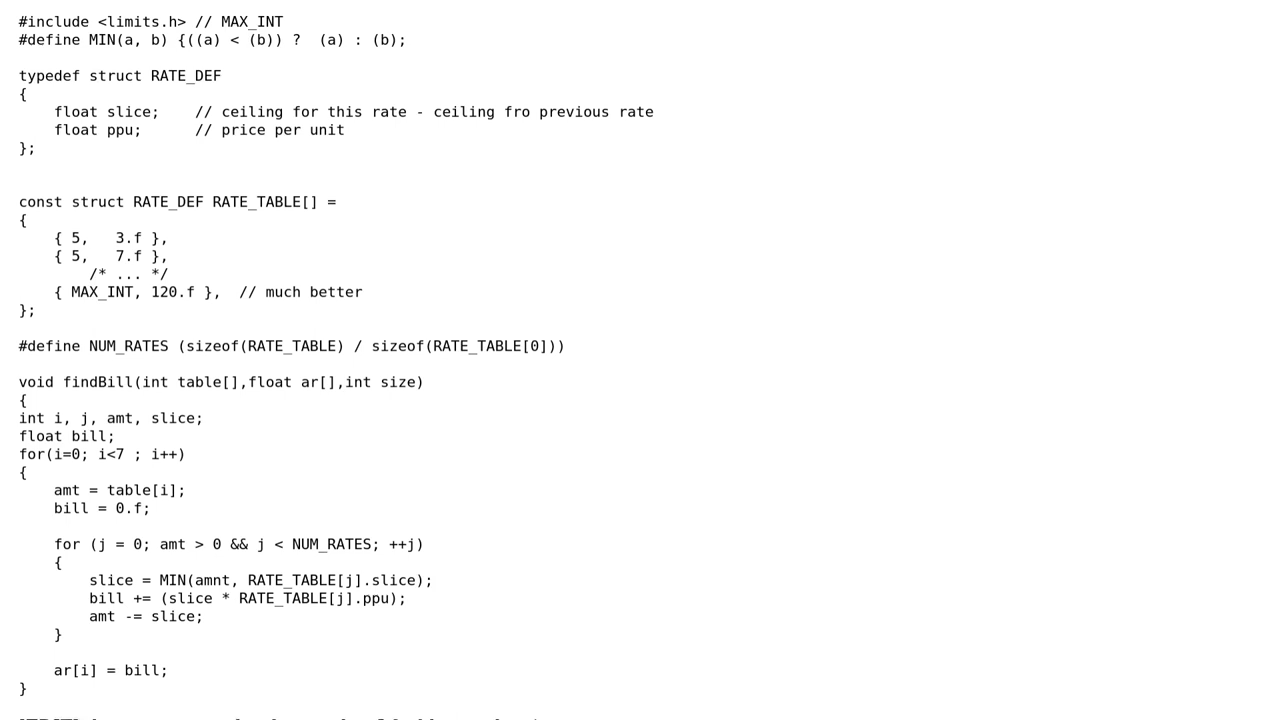 #include <limits.h> // MAX_INT
#define MIN(a, b) {((a) < (b)) ?  (a) : (b);
typedef struct RATE_DEF
{
    float slice;    // ceiling for this rate - ceiling fro previous rate
    float ppu;      // price per unit
};
const struct RATE_DEF RATE_TABLE[] =
{
    { 5,   3.f },
    { 5,   7.f },
        /* ... */
    { MAX_INT, 120.f },  // much better
};
#define NUM_RATES (sizeof(RATE_TABLE) / sizeof(RATE_TABLE[0]))
void findBill(int table[],float ar[],int size)
{
int i, j, amt, slice;
float bill;
for(i=0; i<7 ; i++)
{
    amt = table[i];
    bill = 0.f;
    for (j = 0; amt > 0 && j < NUM_RATES; ++j)
    {
        slice = MIN(amnt, RATE_TABLE[j].slice);
        bill += (slice * RATE_TABLE[j].ppu);
        amt -= slice;
    }
    ar[i] = bill;
}